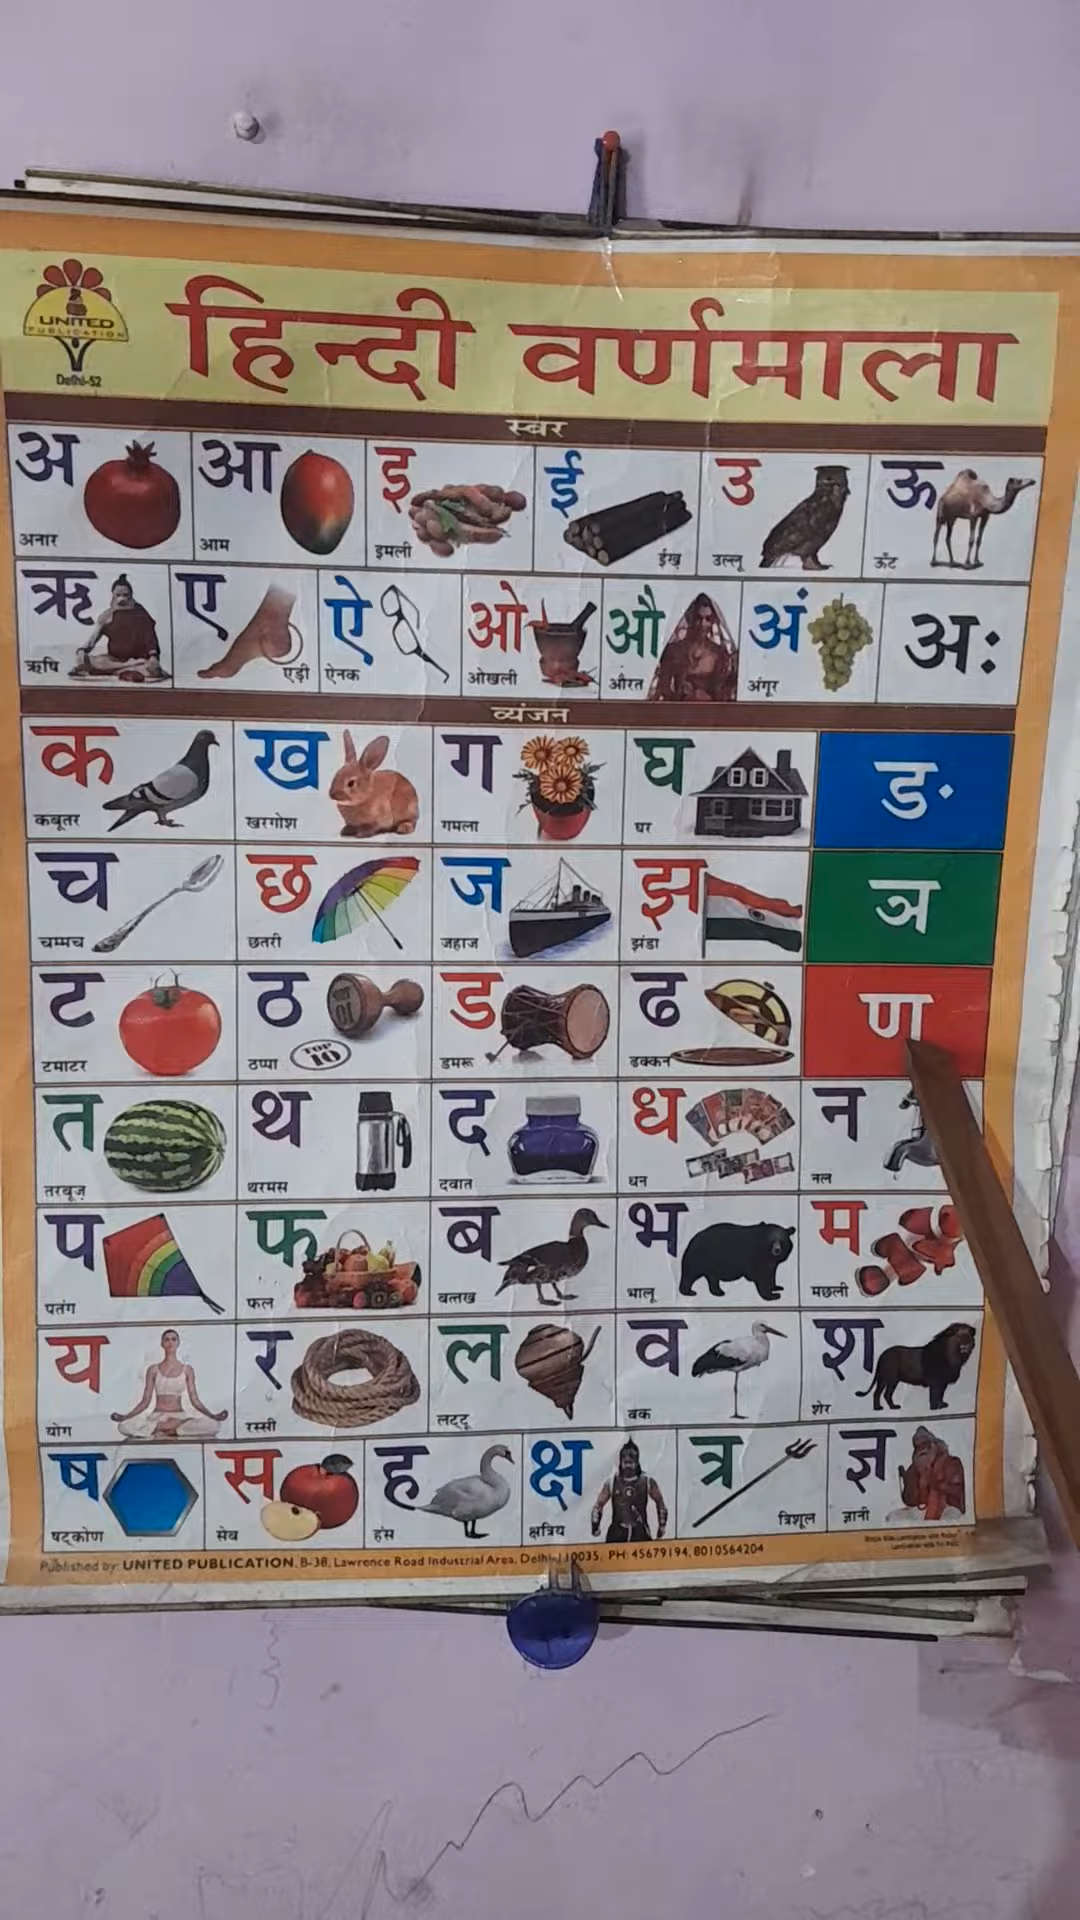 UNITED
PUBLICATION
Delhi-52
हिन्दी वर्णमाला
स्वर
अ आ इ ई उ ऊ
अनार आम इमली ईख उल्लू ऊँट
ऋ ए ऐ ओ औ अं अः
ऋषि एड़ी ऐनक ओखली औरत अंगूर
व्यंजन
क ख ग घ ङ
कबूतर खरगोश गमला घर
च छ ज झ ञ
चम्मच छतरी जहाज झंडा
ट ठ ड ढ ण
टमाटर ठप्पा डमरू ढक्कन
TOP
10
त थ द ध न
तरबूज़ थरमस दवात धन नल
प फ ब भ म
पतंग फल बत्तख भालू मछली
य र ल व श
योग रस्सी लट्टू वक शेर
ष स ह क्ष त्र ज्ञ
षट्कोण सेब हंस क्षत्रिय त्रिशूल ज्ञानी
Published by: UNITED PUBLICATION, B-38, Lawrence Road Industrial Area, Delhi-110035, PH: 45679194, 8010564204